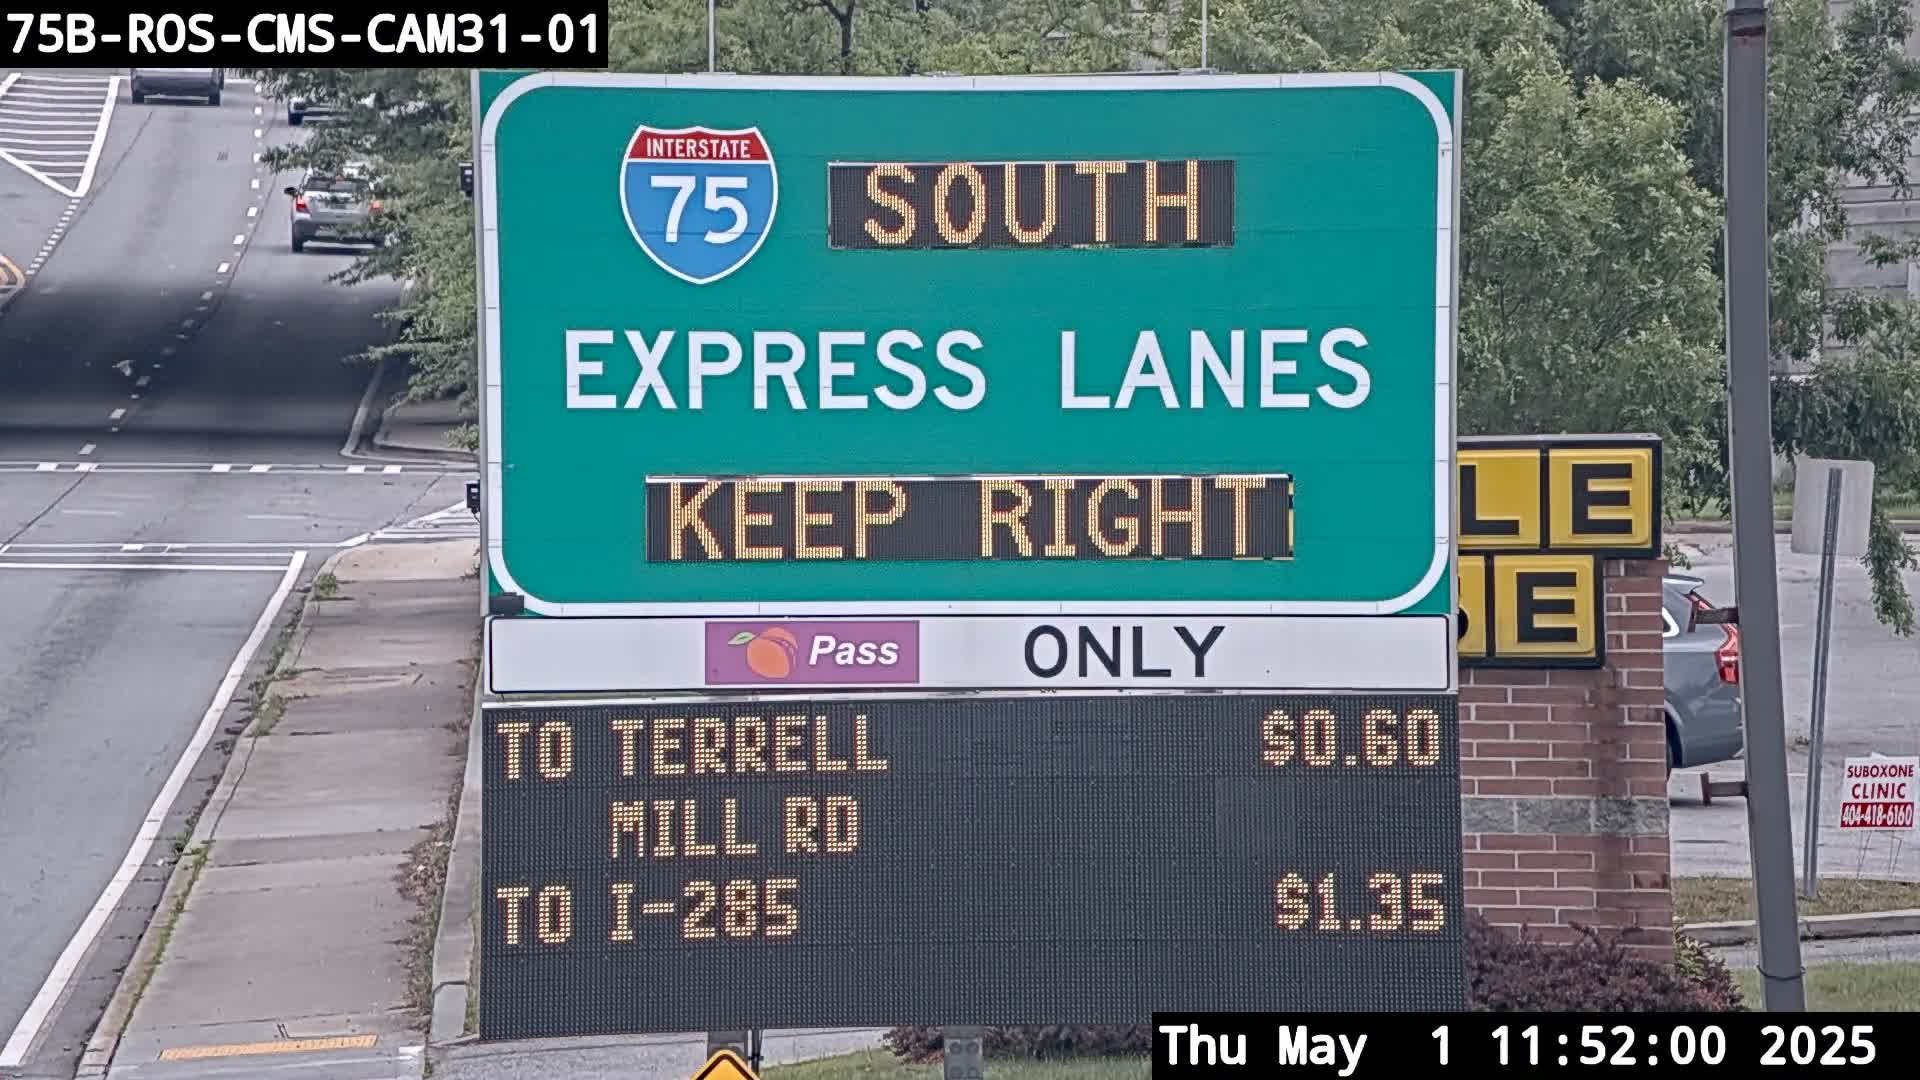 75B-ROS-CMS-CAM31-01
INTERSTATE
75
SOUTH
EXPRESS LANES
KEEP RIGHT
Pass ONLY
TO TERRELL $0.60
MILL RD
TO I-285 $1.35
LE
E
SUBOXONE
CLINIC
404-418-6160
Thu May 1 11:52:00 2025